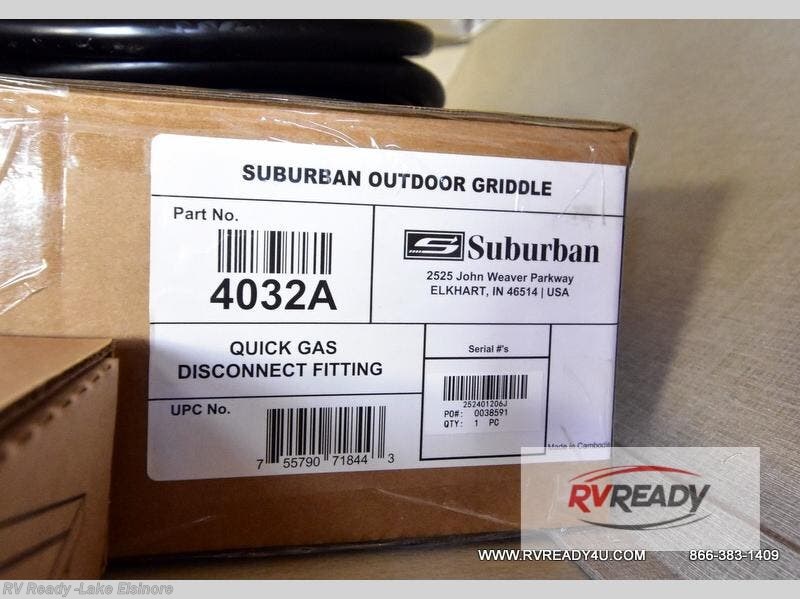 SUBURBAN OUTDOOR GRIDDLE
Part No.
4032A
Suburban
2525 John Weaver Parkway
ELKHART, IN 46514 | USA
QUICK GAS
DISCONNECT FITTING
Serial #'s
252401206J
PO#: 0038591
QTY: 1 PC
UPC No.
7 55790 71844 3
Made in Cambodia
RVREADY
WWW.RVREADY4U.COM 866-383-1409
RV Ready -Lake Elsinore